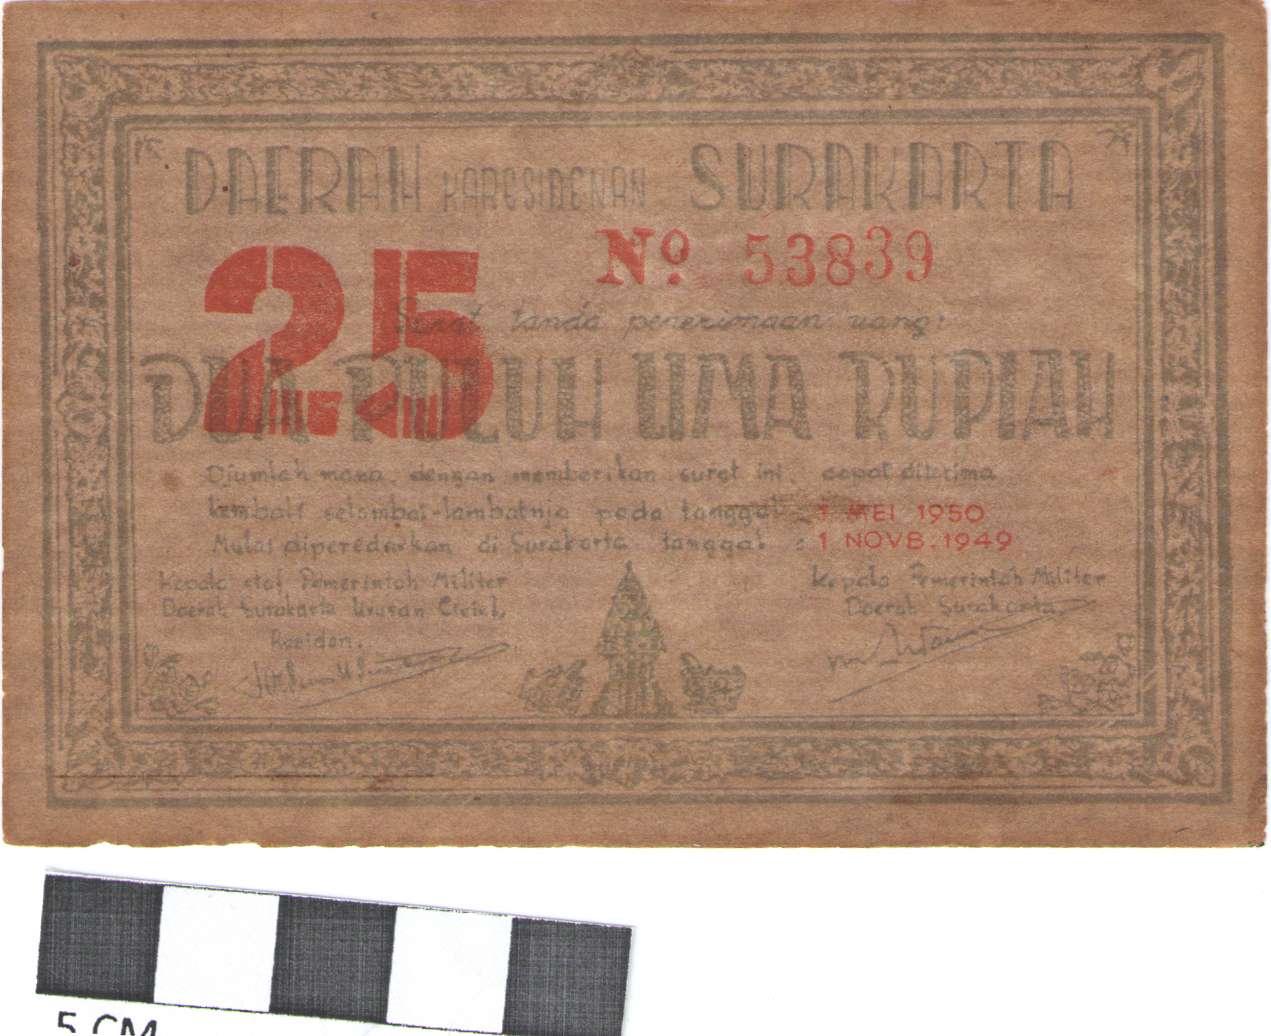 DAERAH KARESIDENAN SURAKARTA
25
No 53839
Surat tanda penerimaan uang:
DUA PULUH LIMA RUPIAH
Djumlah mana, dengan memberikan surat ini, dapat diterima
kembali selambat-lambatnja pada tanggal : 1 MEI 1950
Mulai diperedarkan di Surakarta tanggal : 1 NOVB. 1949
Kepala staf Pemerintah Militer
Daerah Surakarta Urusan Civiel,
Residen.
Kepala Pemerintah Militer
Daerah Surakarta,
5 CM